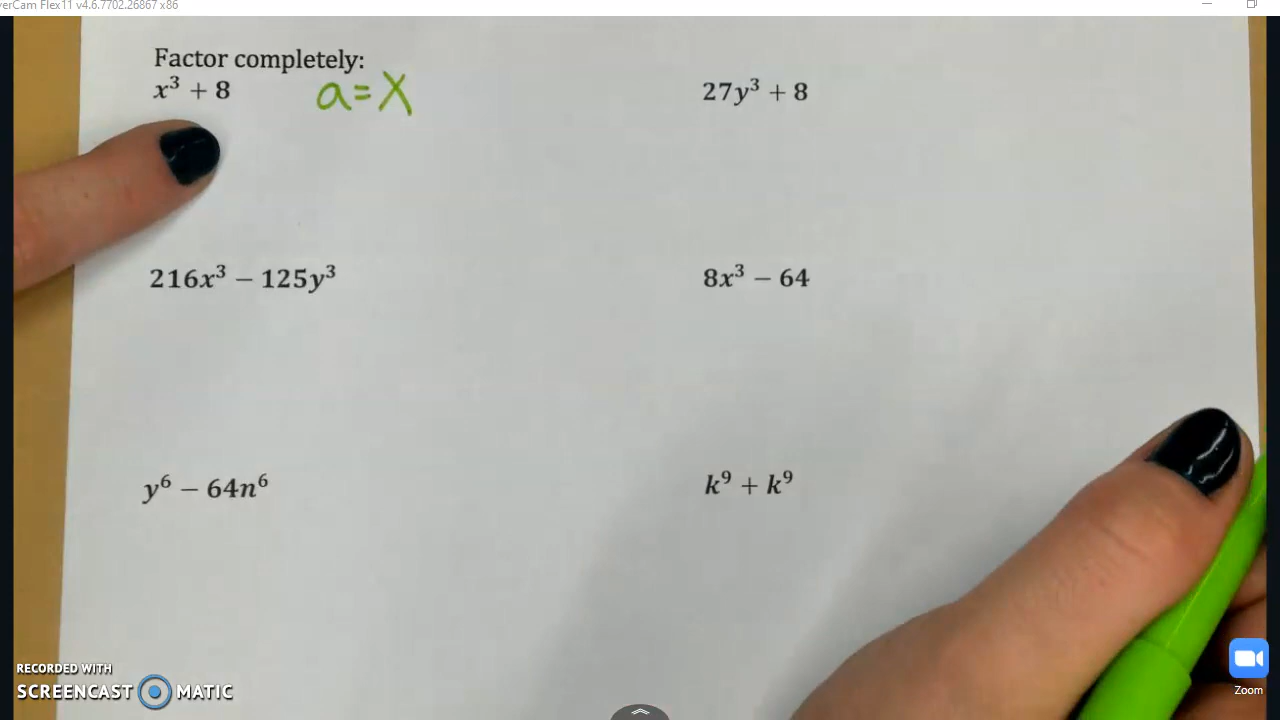 verCam Flex11 v4.6.7702.26867 x86
Factor completely:
x³ + 8 a=X
27y³ + 8
216x³ − 125y³
8x³ − 64
y⁶ − 64n⁶
k⁹ + k⁹
RECORDED WITH
SCREENCAST MATIC
Zoom